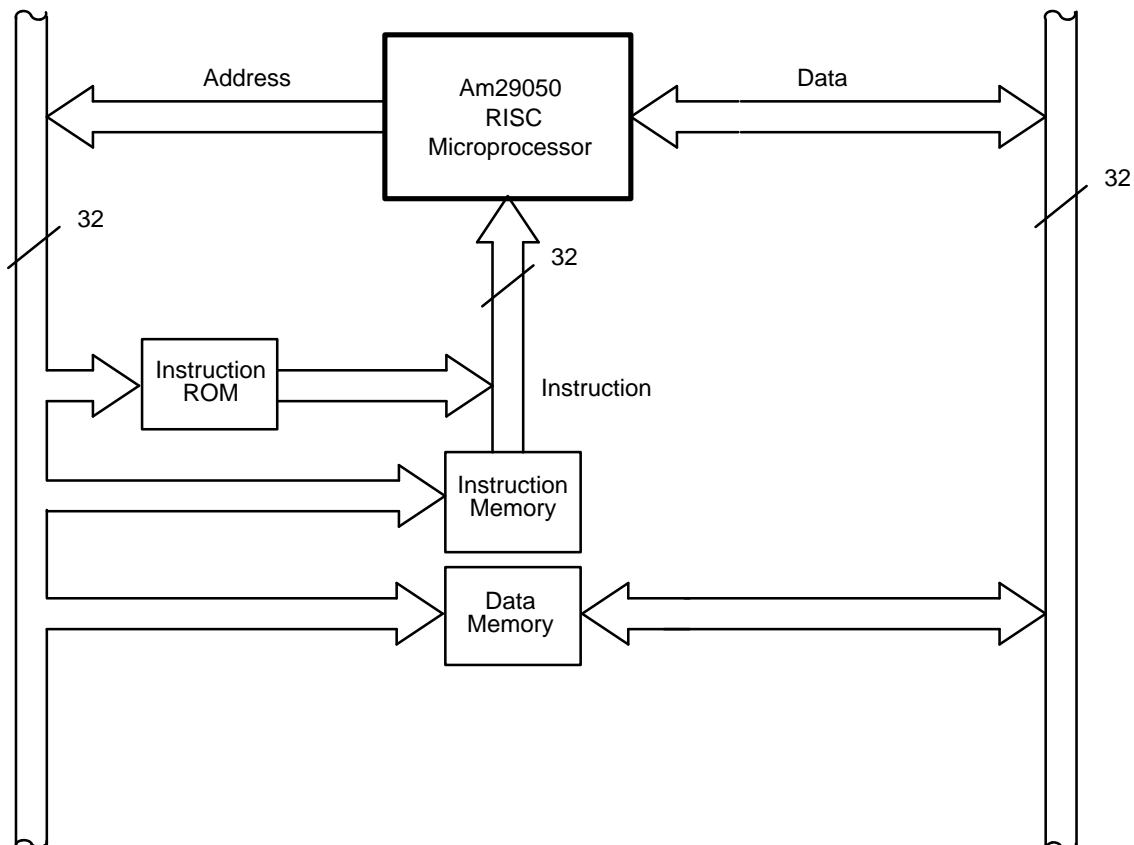 Address
Am29050
RISC
Microprocessor
Data
32
32
32
Instruction
ROM
Instruction
Instruction
Memory
Data
Memory